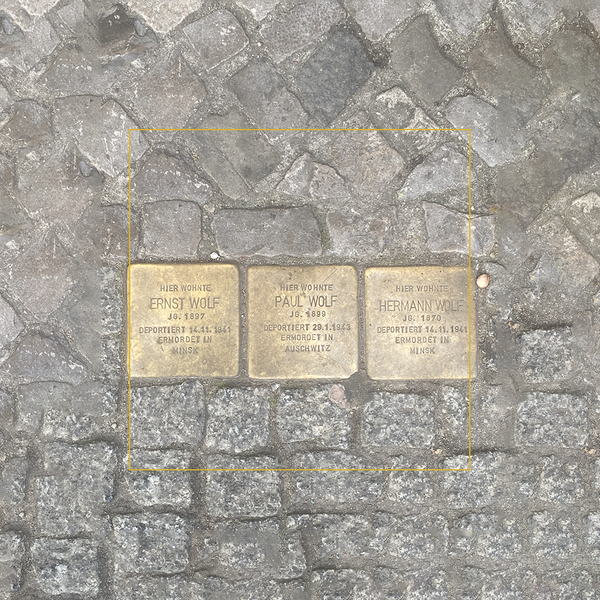 HIER WOHNTE
ERNST WOLF
JG. 1897
DEPORTIERT 14.11.1941
ERMORDET IN
MINSK
HIER WOHNTE
PAUL WOLF
JG. 1899
DEPORTIERT 29.1.1943
ERMORDET IN
AUSCHWITZ
HIER WOHNTE
HERMANN WOLF
JG. 1870
DEPORTIERT 14.11.1941
ERMORDET IN
MINSK